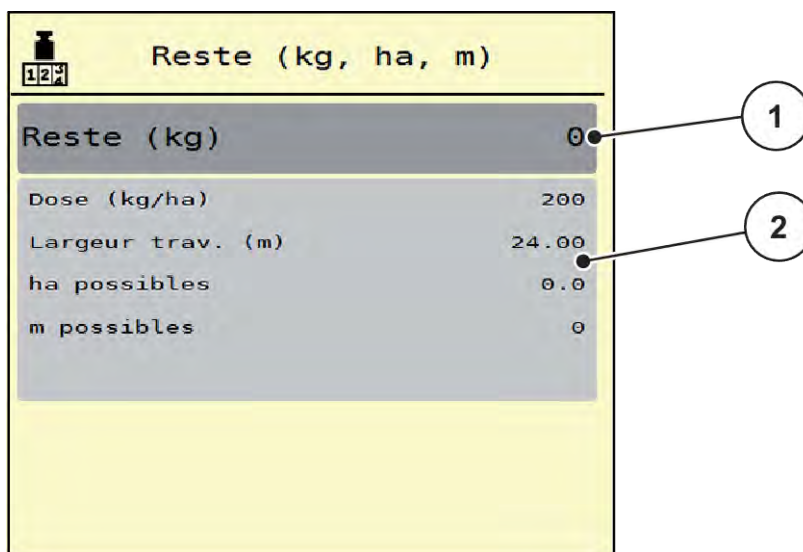 Reste (kg, ha, m)
Reste (kg) 0
1
Dose (kg/ha) 200
Largeur trav. (m) 24.00
2
ha possibles 0.0
m possibles 0